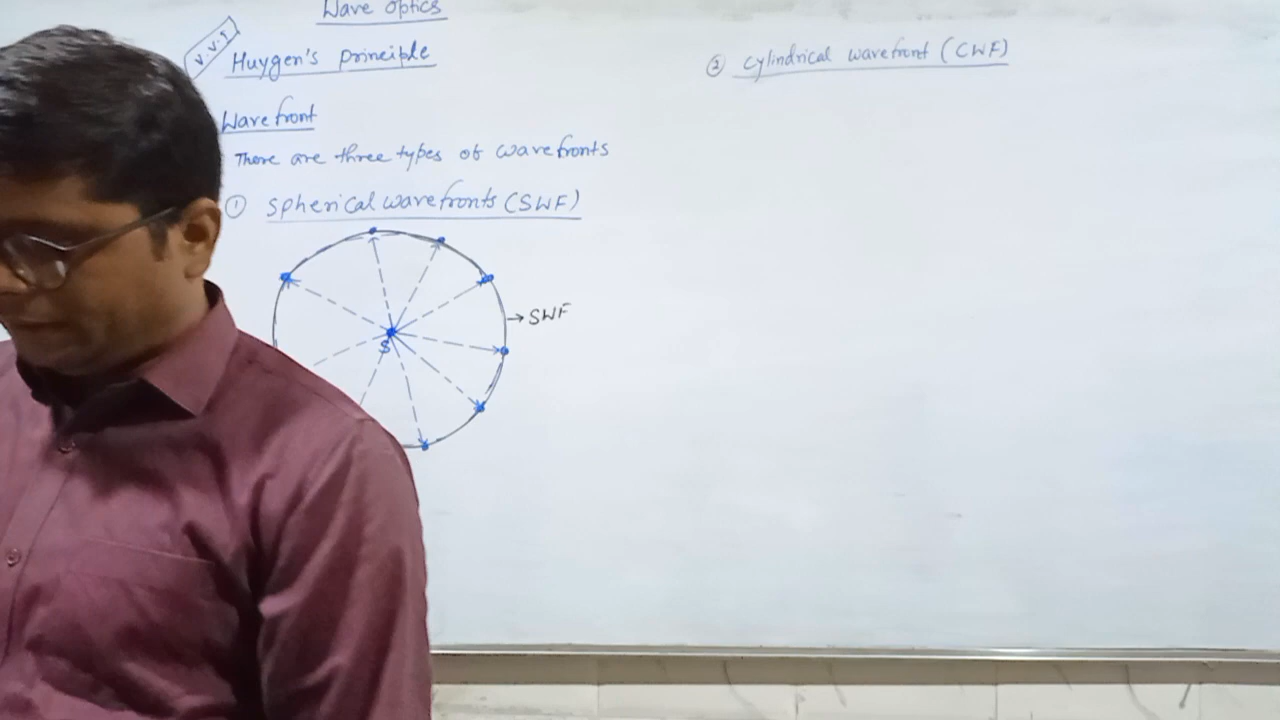 Wave Optics
V.V.I
Huygen's principle
Wavefront
There are three types of wavefronts
① Spherical wavefronts (SWF)
S
→ SWF
② Cylindrical wavefront (CWF)